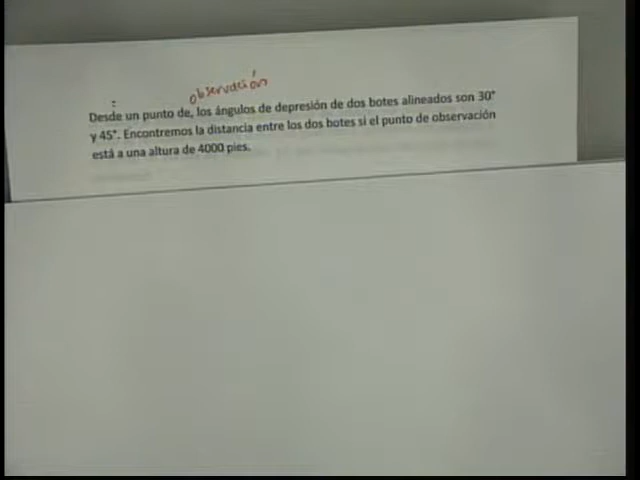 observación
Desde un punto de, los ángulos de depresión de dos botes alineados son 30°
y 45°. Encontremos la distancia entre los dos botes si el punto de observación
está a una altura de 4000 pies.